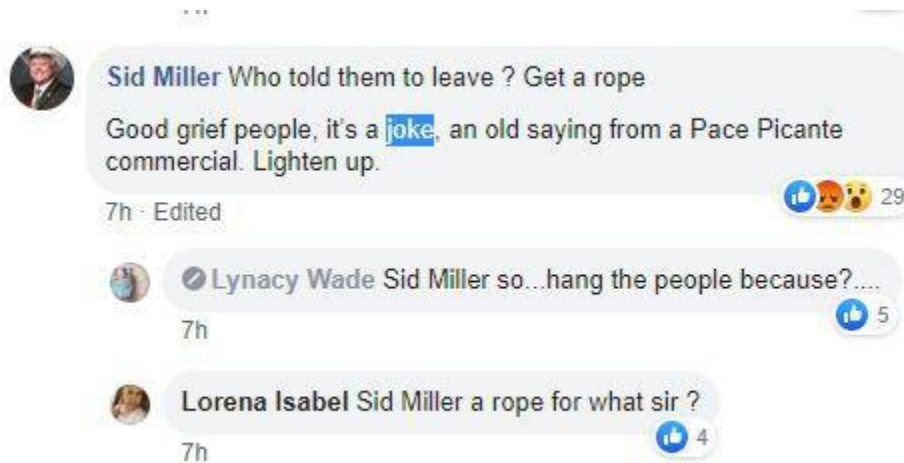 Sid Miller Who told them to leave ? Get a rope
Good grief people, it's a joke, an old saying from a Pace Picante
commercial. Lighten up.
29
7h · Edited
Lynacy Wade Sid Miller so...hang the people because?....
5
7h
Lorena Isabel Sid Miller a rope for what sir ?
4
7h